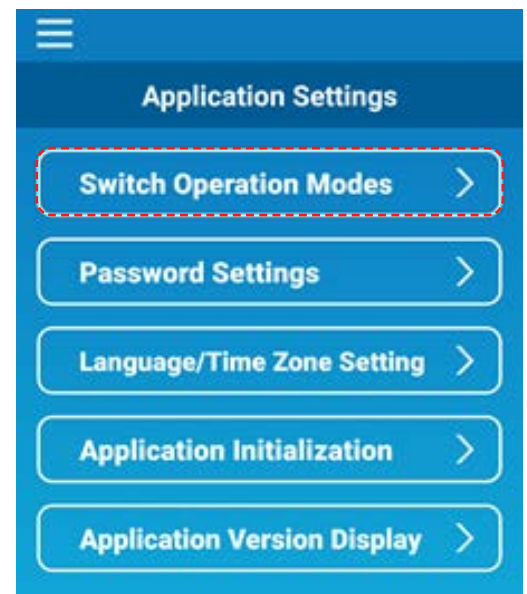 Application Settings
Switch Operation Modes
Password Settings
Language/Time Zone Setting
Application Initialization
Application Version Display